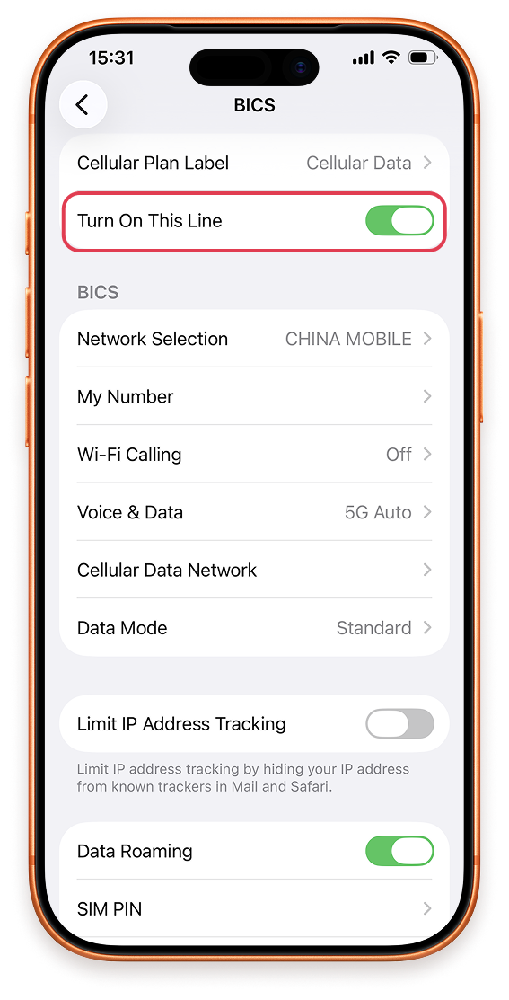 15:31
BICS
Cellular Plan Label Cellular Data
Turn On This Line
BICS
Network Selection CHINA MOBILE
My Number
Wi-Fi Calling Off
Voice & Data 5G Auto
Cellular Data Network
Data Mode Standard
Limit IP Address Tracking
Limit IP address tracking by hiding your IP address
from known trackers in Mail and Safari.
Data Roaming
SIM PIN